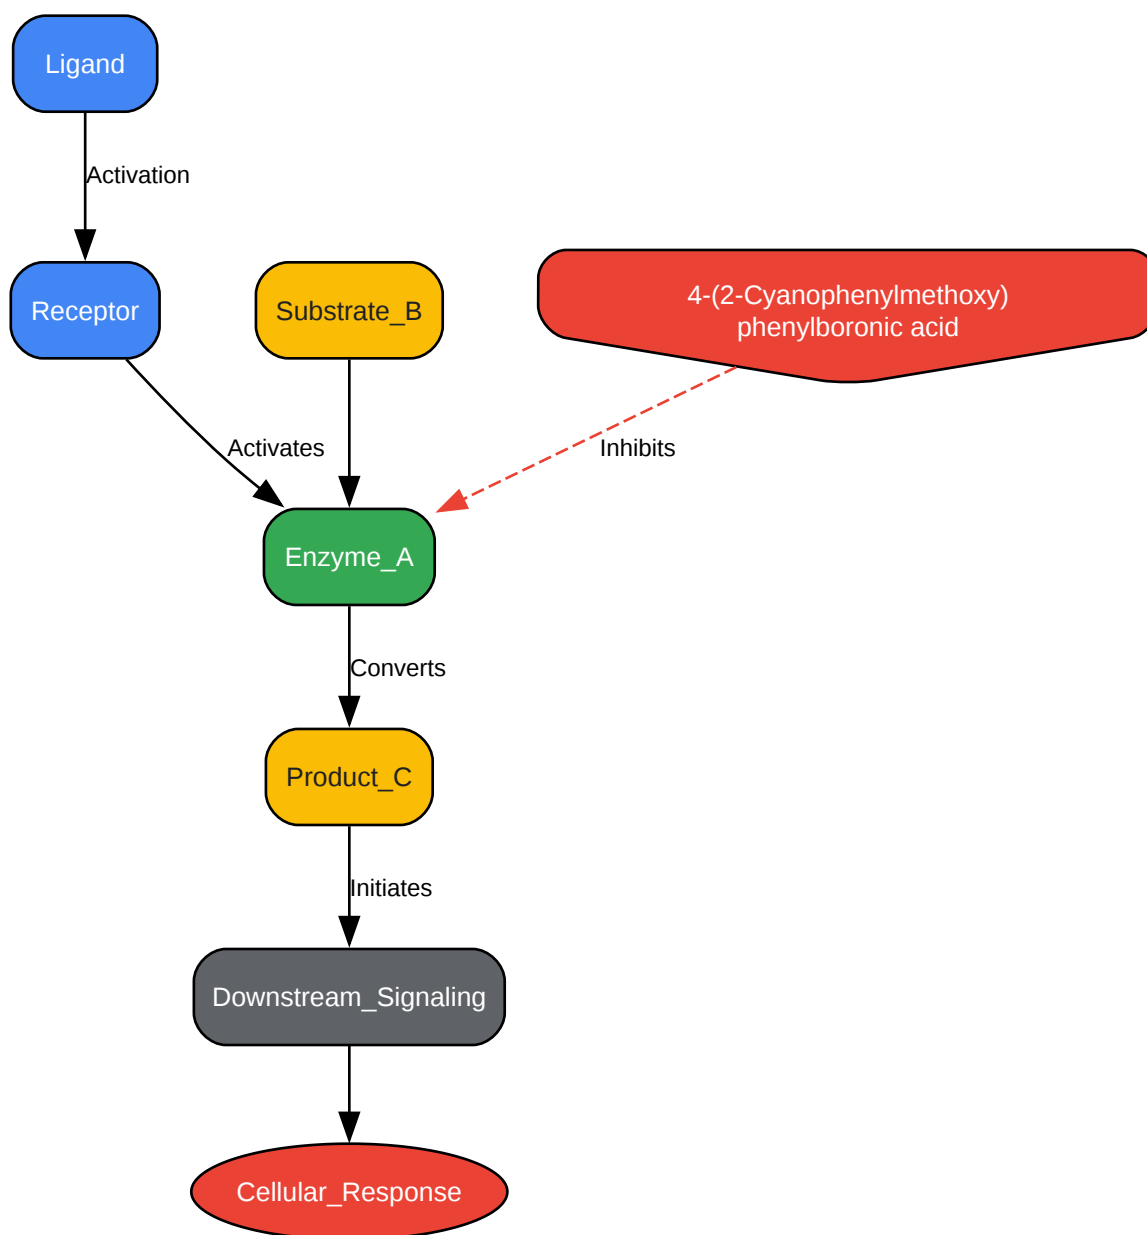 Ligand
Activation
Receptor
Substrate_B
4-(2-Cyanophenylmethoxy)
phenylboronic acid
Activates
Inhibits
Enzyme_A
Converts
Product_C
Initiates
Downstream_Signaling
Cellular_Response